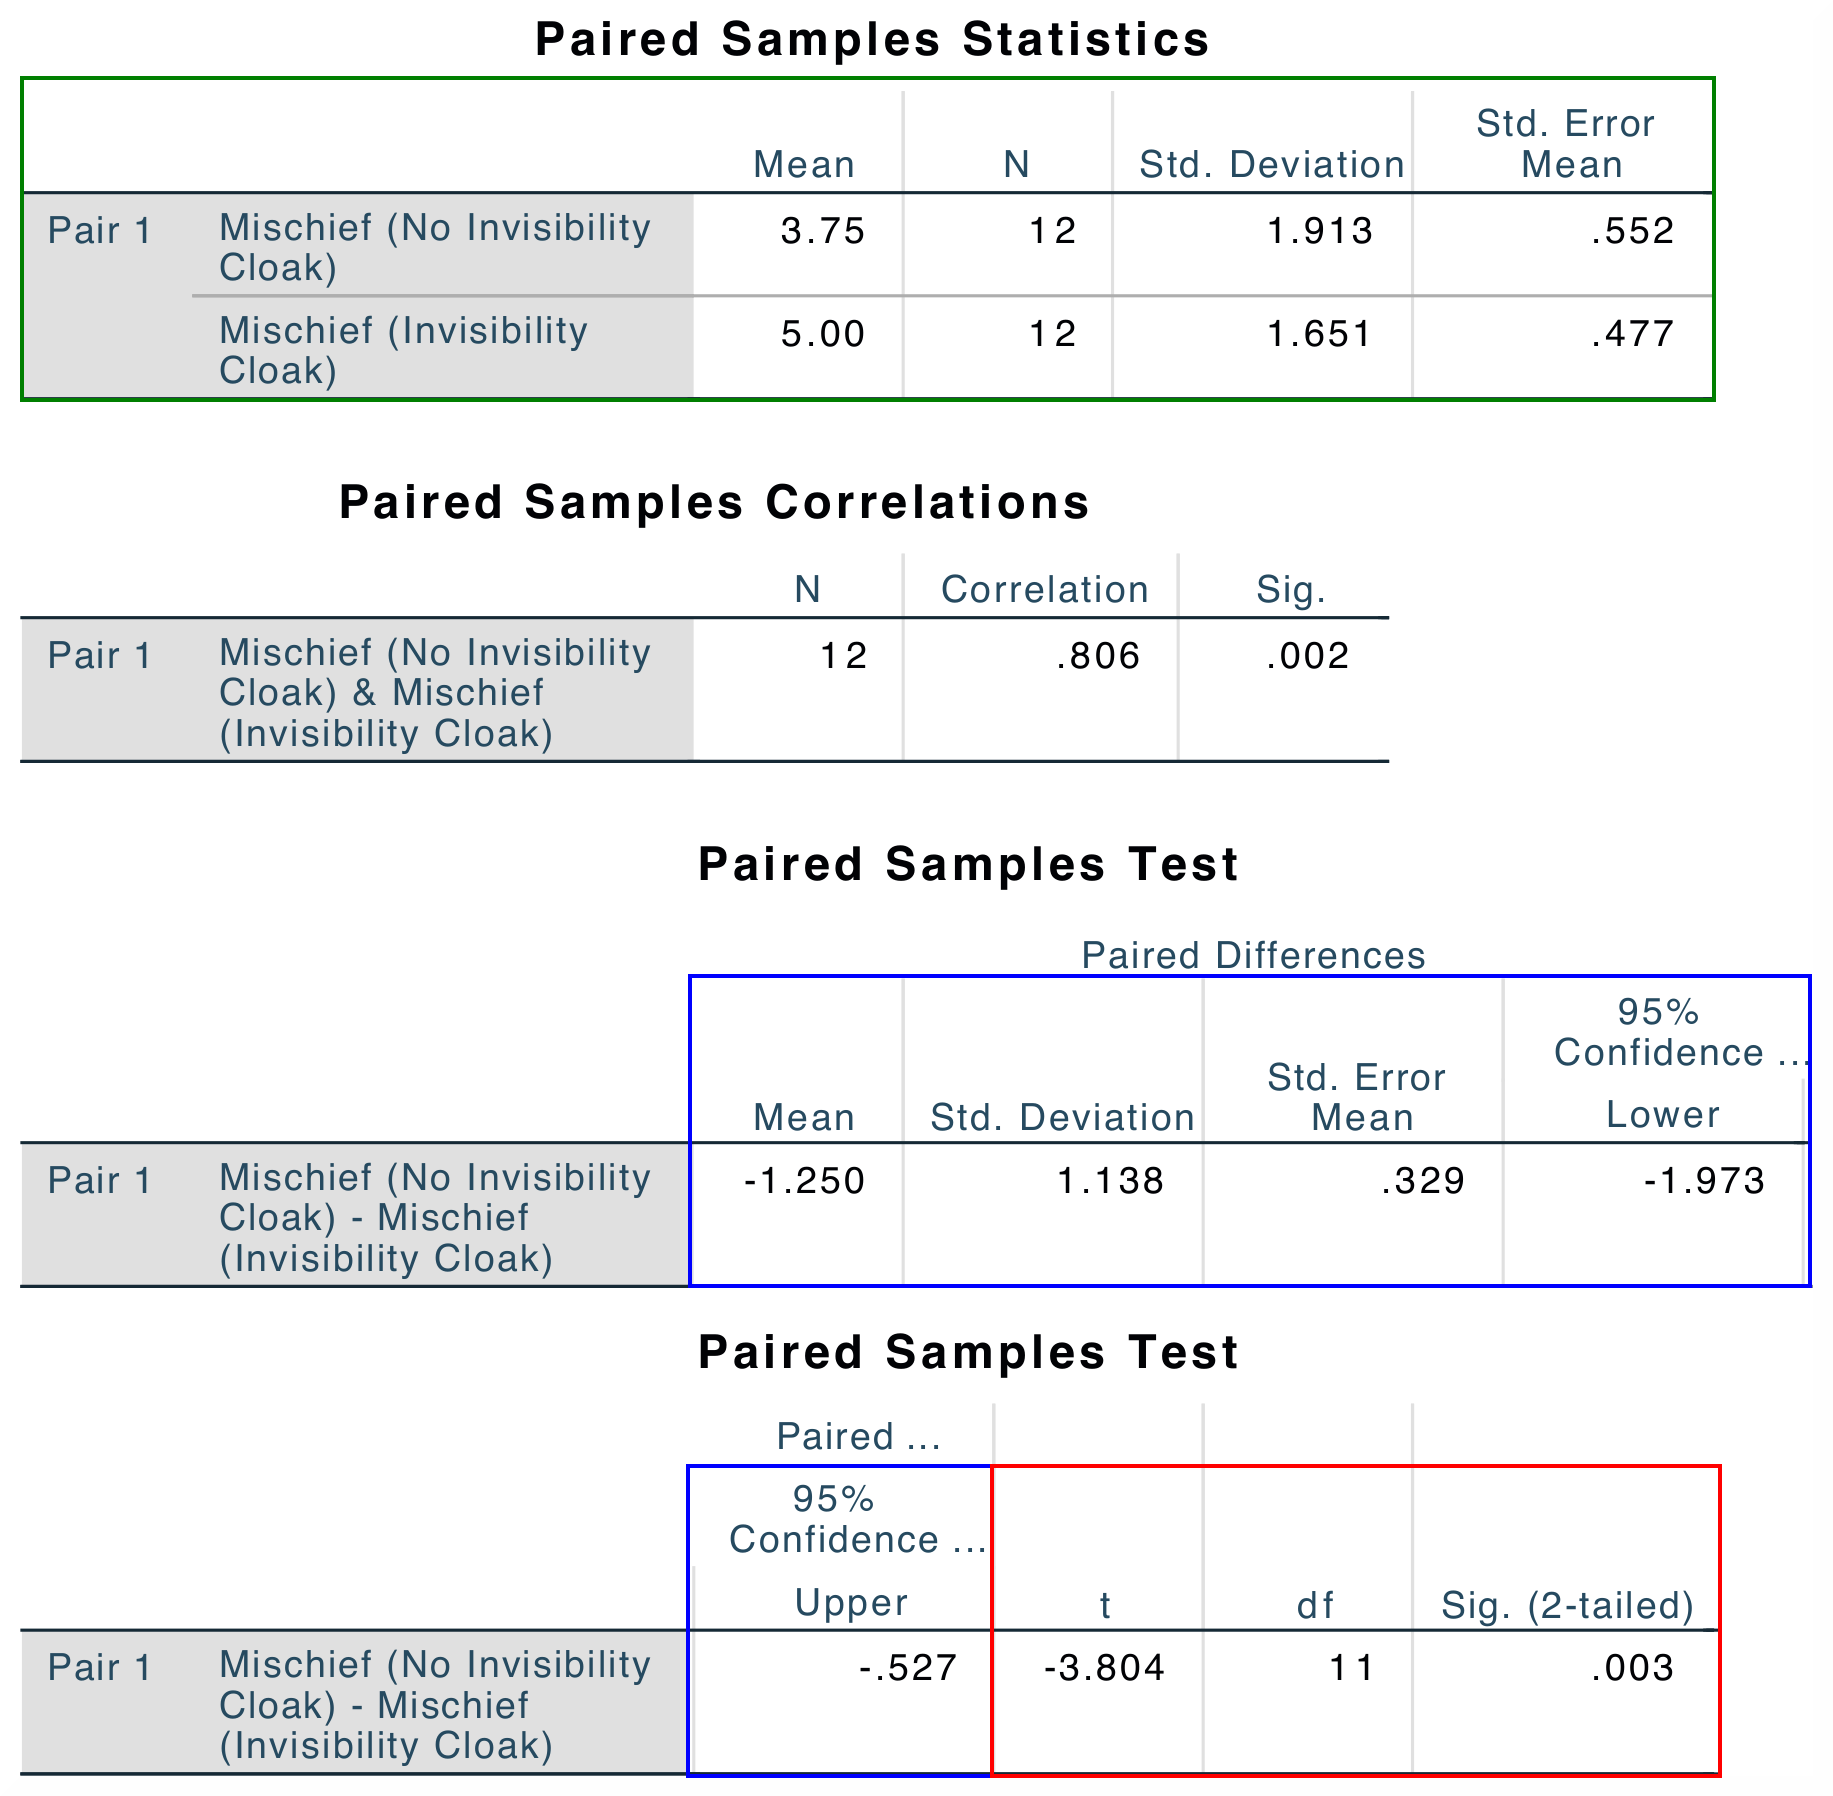 Paired Samples Statistics
Mean N Std. Deviation Std. Error Mean
Pair 1 Mischief (No Invisibility Cloak) 3.75 12 1.913 .552
Mischief (Invisibility Cloak) 5.00 12 1.651 .477
Paired Samples Correlations
N Correlation Sig.
Pair 1 Mischief (No Invisibility Cloak) & Mischief (Invisibility Cloak) 12 .806 .002
Paired Samples Test
Paired Differences
95% Confidence ...
Mean Std. Deviation Std. Error Mean Lower
Pair 1 Mischief (No Invisibility Cloak) - Mischief (Invisibility Cloak) -1.250 1.138 .329 -1.973
Paired Samples Test
Paired ...
95% Confidence ...
Upper t df Sig. (2-tailed)
Pair 1 Mischief (No Invisibility Cloak) - Mischief (Invisibility Cloak) -.527 -3.804 11 .003